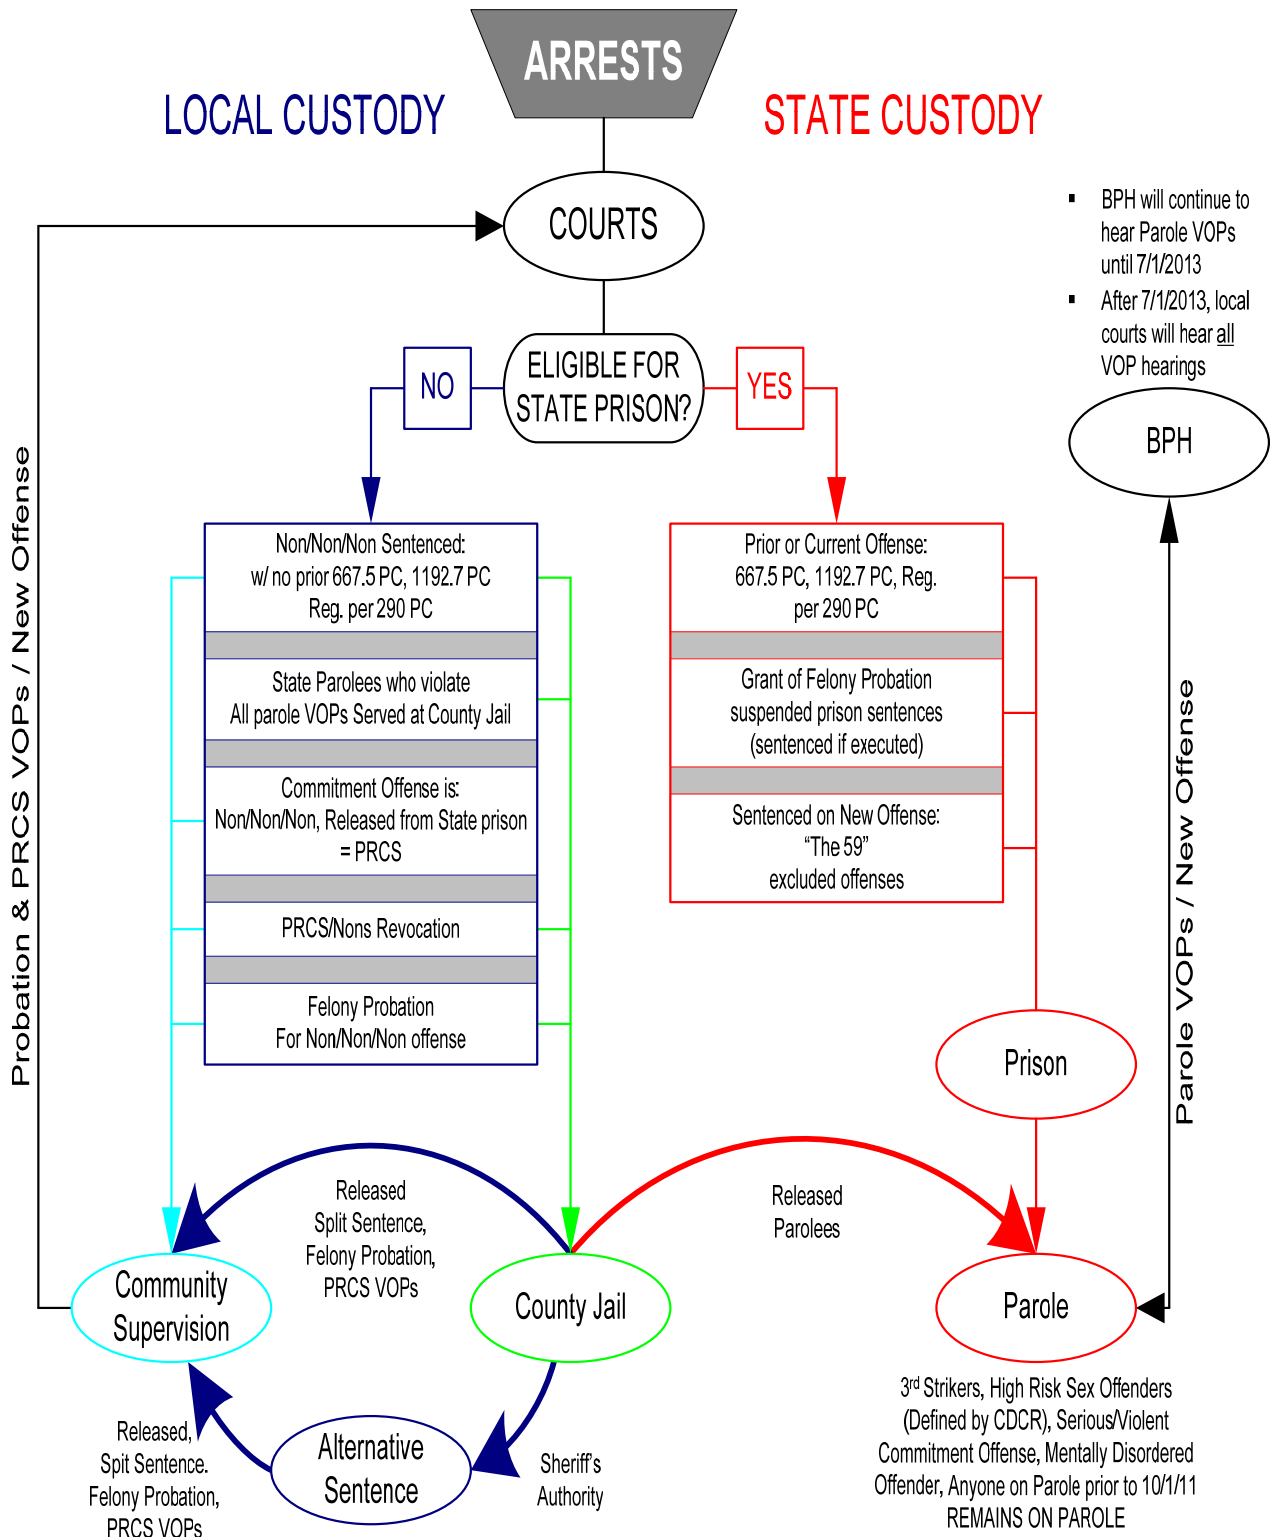 ARRESTS
LOCAL CUSTODY
STATE CUSTODY
COURTS
▪ BPH will continue to
hear Parole VOPs
until 7/1/2013
▪ After 7/1/2013, local
courts will hear all
VOP hearings
ELIGIBLE FOR
STATE PRISON?
NO
YES
BPH
Non/Non/Non Sentenced:
w/ no prior 667.5 PC, 1192.7 PC
Reg. per 290 PC
State Parolees who violate
All parole VOPs Served at County Jail
Commitment Offense is:
Non/Non/Non, Released from State prison
= PRCS
PRCS/Nons Revocation
Felony Probation
For Non/Non/Non offense
Prior or Current Offense:
667.5 PC, 1192.7 PC, Reg.
per 290 PC
Grant of Felony Probation
suspended prison sentences
(sentenced if executed)
Sentenced on New Offense:
“The 59”
excluded offenses
Probation & PRCS VOPs / New Offense
Parole VOPs / New Offense
Prison
Released
Split Sentence,
Felony Probation,
PRCS VOPs
Released
Parolees
Community
Supervision
County Jail
Parole
3rd Strikers, High Risk Sex Offenders
(Defined by CDCR), Serious/Violent
Commitment Offense, Mentally Disordered
Offender, Anyone on Parole prior to 10/1/11
REMAINS ON PAROLE
Released,
Spit Sentence.
Felony Probation,
PRCS VOPs
Alternative
Sentence
Sheriff's
Authority